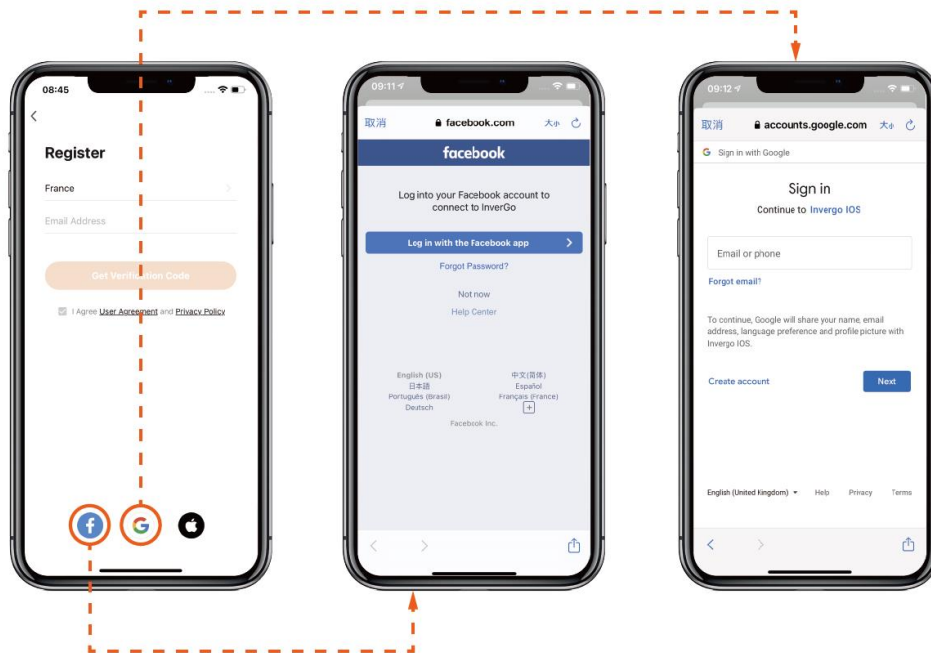 08:45
Register
France
Email Address
Get Verification Code
I Agree User Agreement and Privacy Policy
09:11
取消
facebook.com
大小
facebook
Log into your Facebook account to
connect to InverGo
Log in with the Facebook app
Forgot Password?
Not now
Help Center
English (US)
中文(简体)
日本語
Español
Português (Brasil)
Français (France)
Deutsch
Facebook Inc.
09:12
取消
accounts.google.com
大小
Sign in with Google
Sign in
Continue to Invergo IOS
Email or phone
Forgot email?
To continue, Google will share your name, email
address, language preference and profile picture with
Invergo IOS.
Create account
Next
English (United Kingdom)
Help
Privacy
Terms